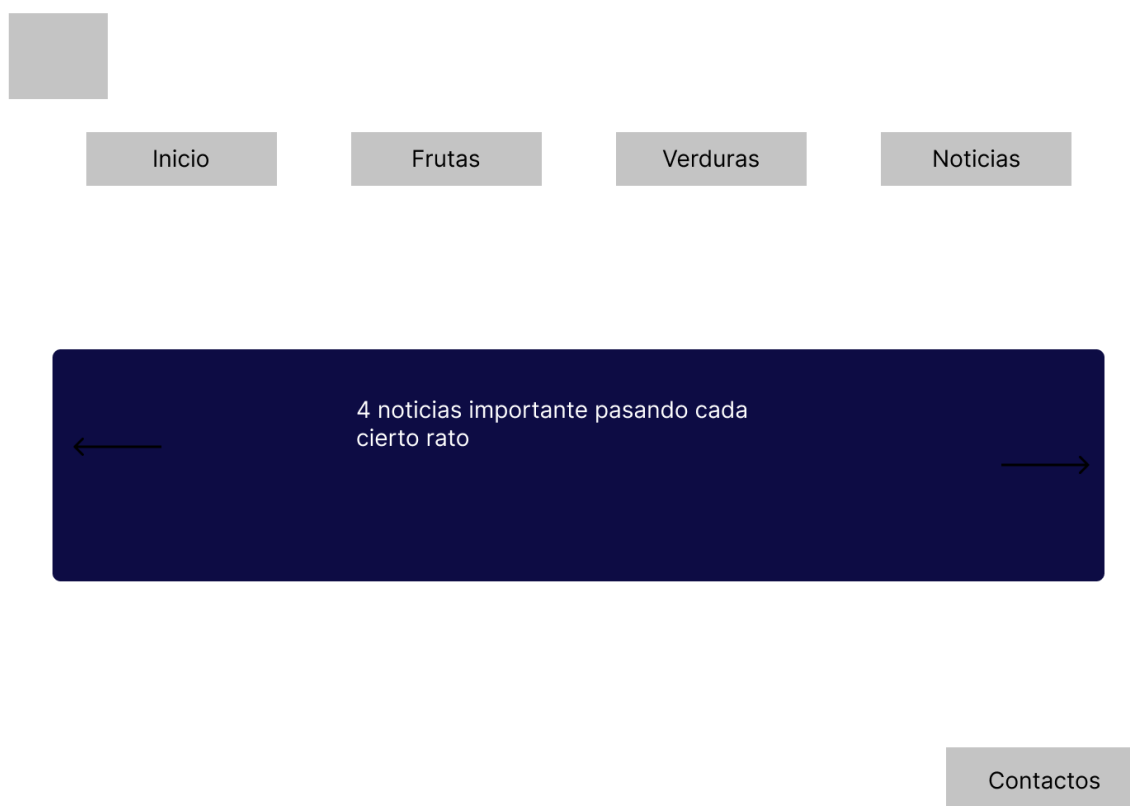 Inicio
Frutas
Verduras
Noticias
4 noticias importante pasando cada
cierto rato
Contactos